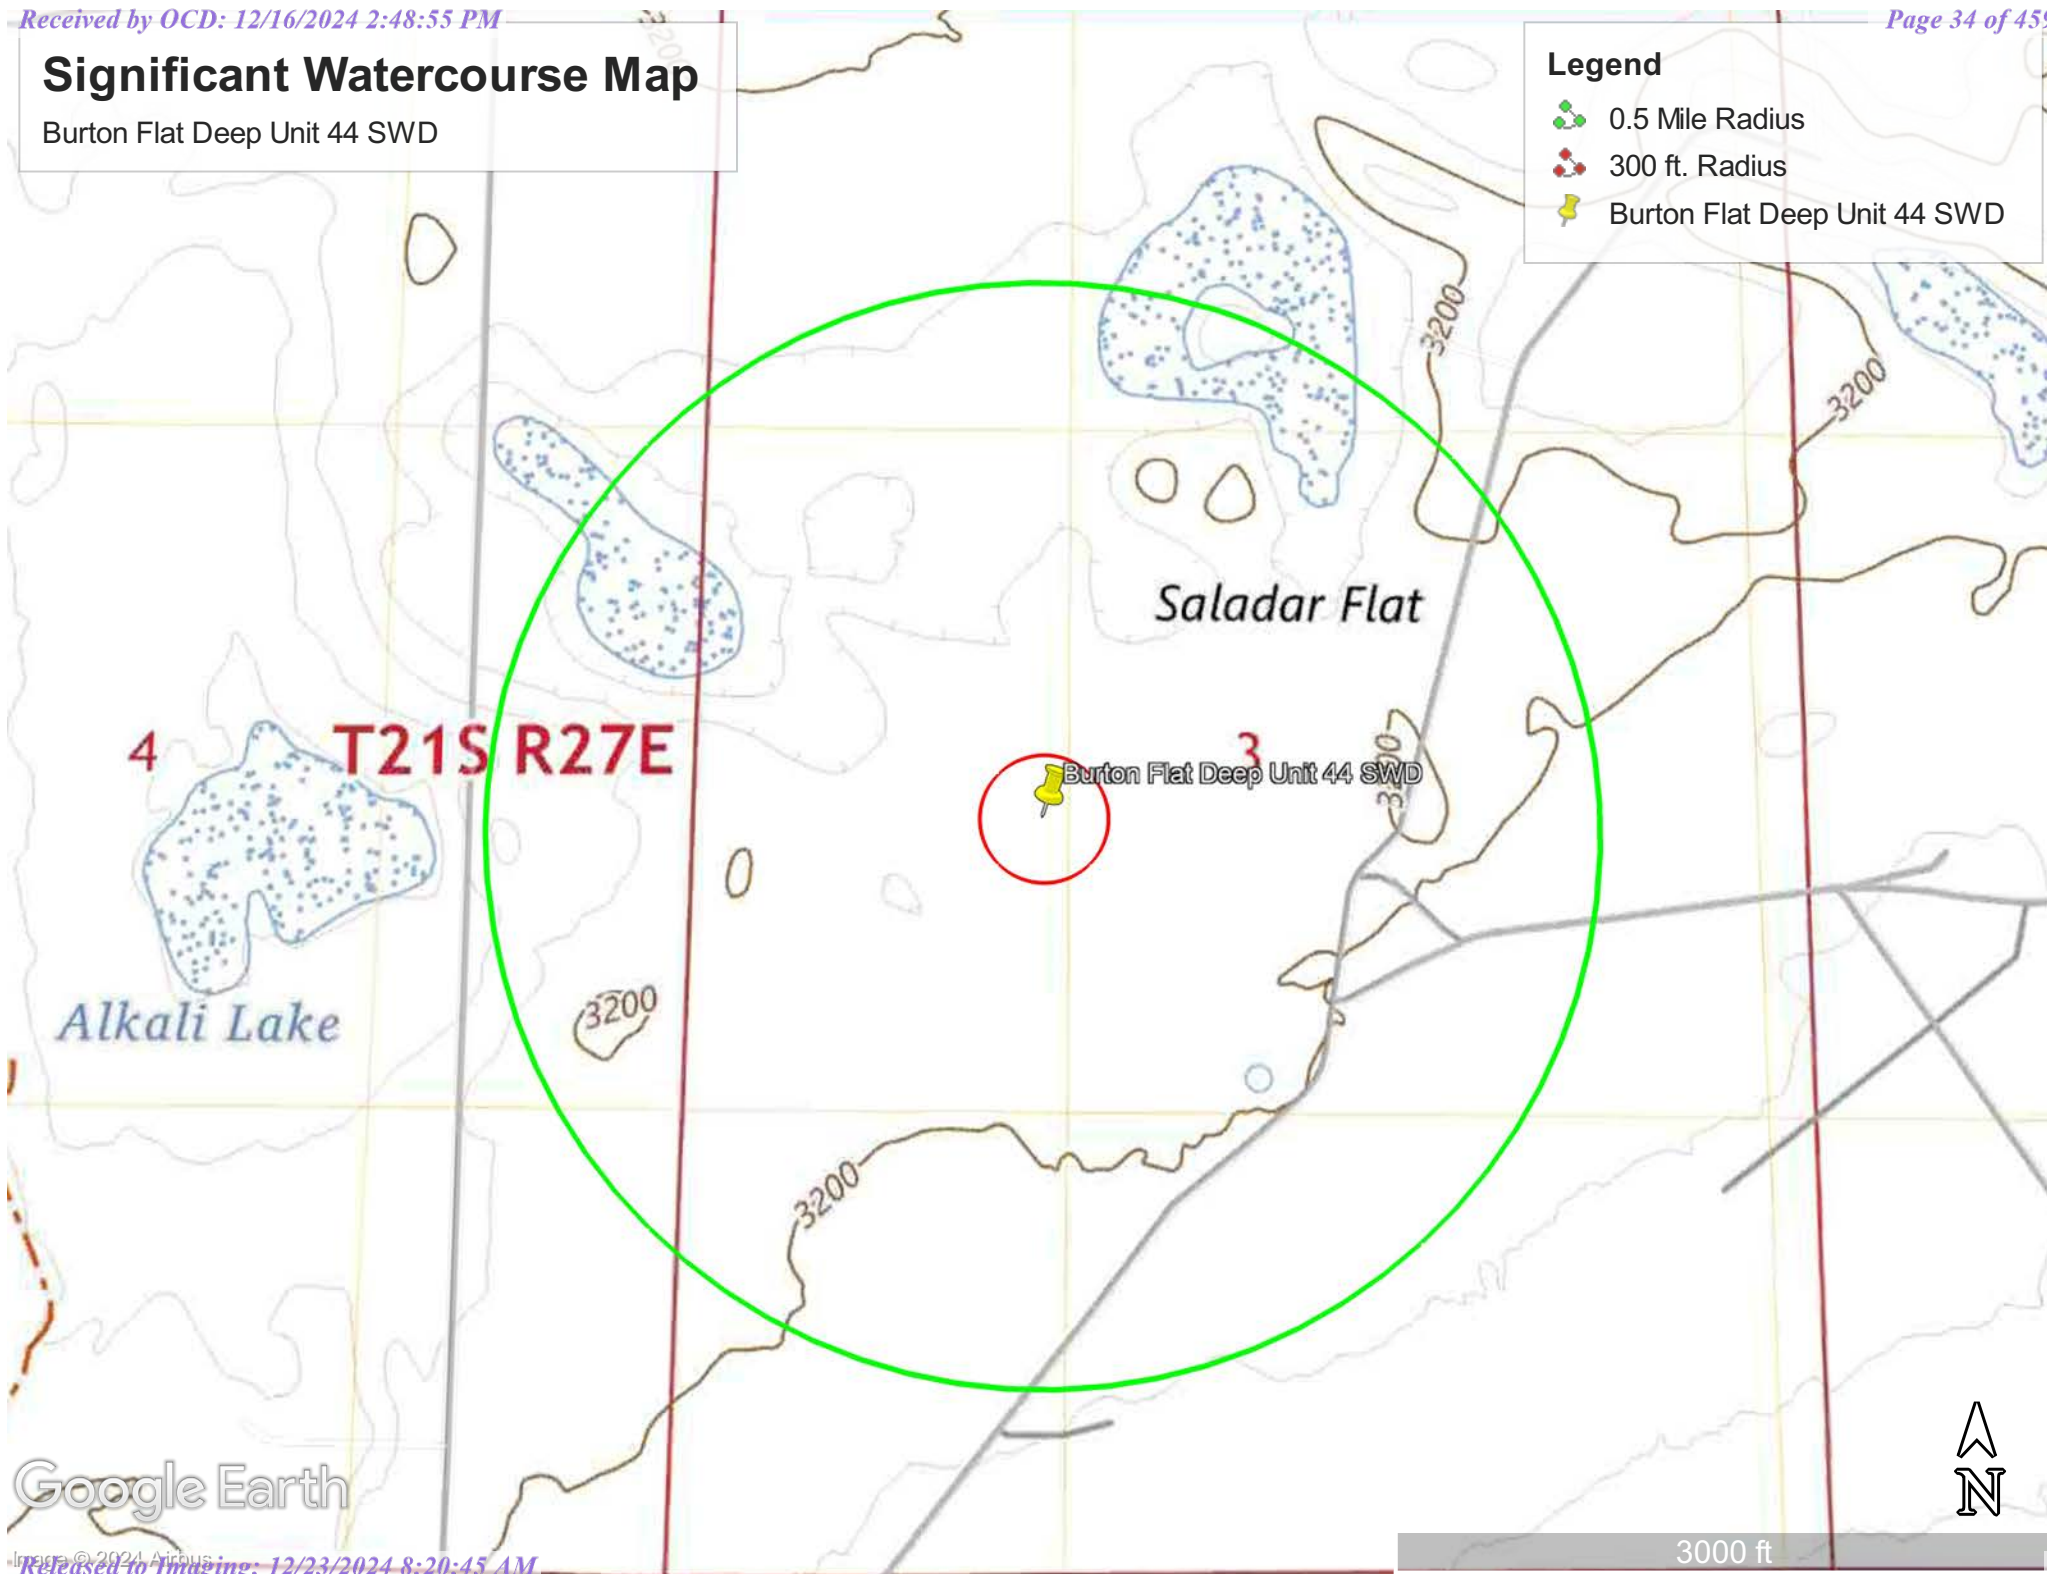 Received by OCD: 12/16/2024 2:48:55 PM
Page 34 of 459
Significant Watercourse Map
Burton Flat Deep Unit 44 SWD
Legend
0.5 Mile Radius
300 ft. Radius
Burton Flat Deep Unit 44 SWD
3200
3200
3200
Saladar Flat
4
T21S R27E
3
3200
Burton Flat Deep Unit 44 SWD
3200
Alkali Lake
3200
N
Google Earth
3000 ft
Image © 2024 Airbus
Released to Imaging: 12/23/2024 8:20:45 AM